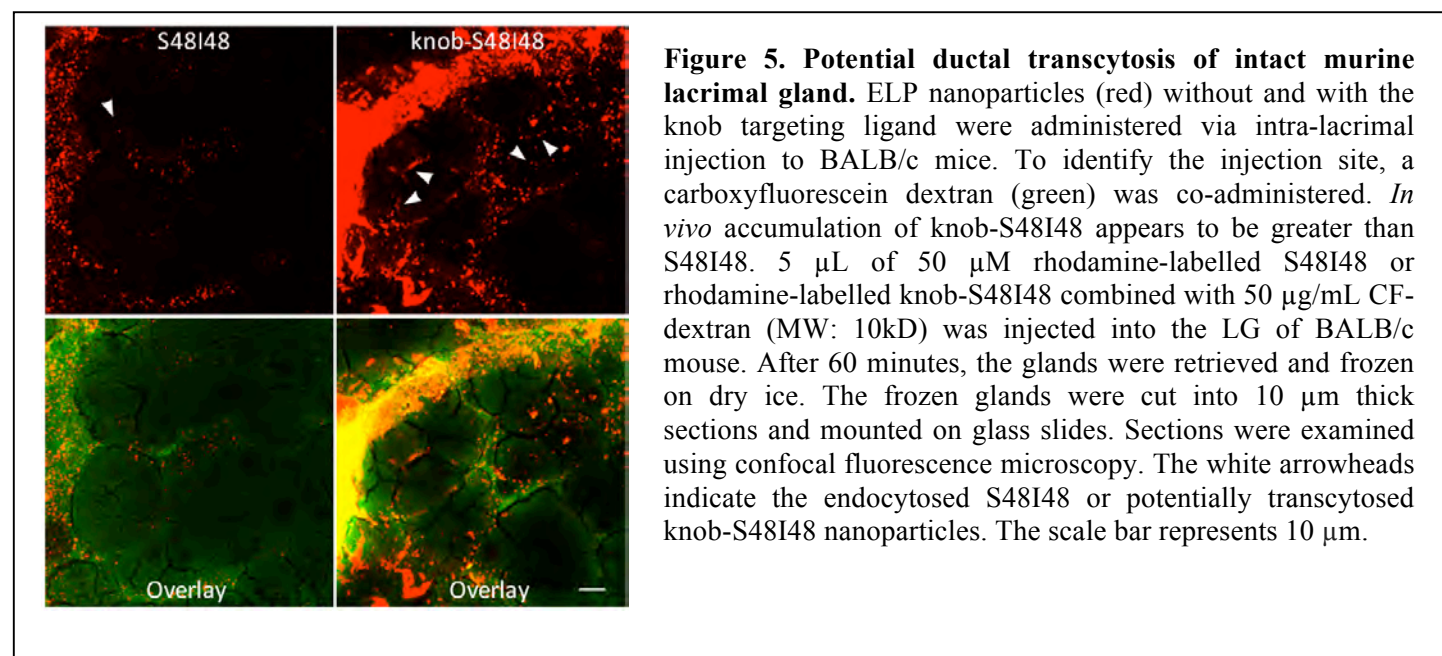 S48I48
knob-S48I48
Overlay
Overlay
Figure 5. Potential ductal transcytosis of intact murine
lacrimal gland. ELP nanoparticles (red) without and with the
knob targeting ligand were administered via intra-lacrimal
injection to BALB/c mice. To identify the injection site, a
carboxyfluorescein dextran (green) was co-administered. In
vivo accumulation of knob-S48I48 appears to be greater than
S48I48. 5 µL of 50 µM rhodamine-labelled S48I48 or
rhodamine-labelled knob-S48I48 combined with 50 µg/mL CF-
dextran (MW: 10kD) was injected into the LG of BALB/c
mouse. After 60 minutes, the glands were retrieved and frozen
on dry ice. The frozen glands were cut into 10 µm thick
sections and mounted on glass slides. Sections were examined
using confocal fluorescence microscopy. The white arrowheads
indicate the endocytosed S48I48 or potentially transcytosed
knob-S48I48 nanoparticles. The scale bar represents 10 µm.